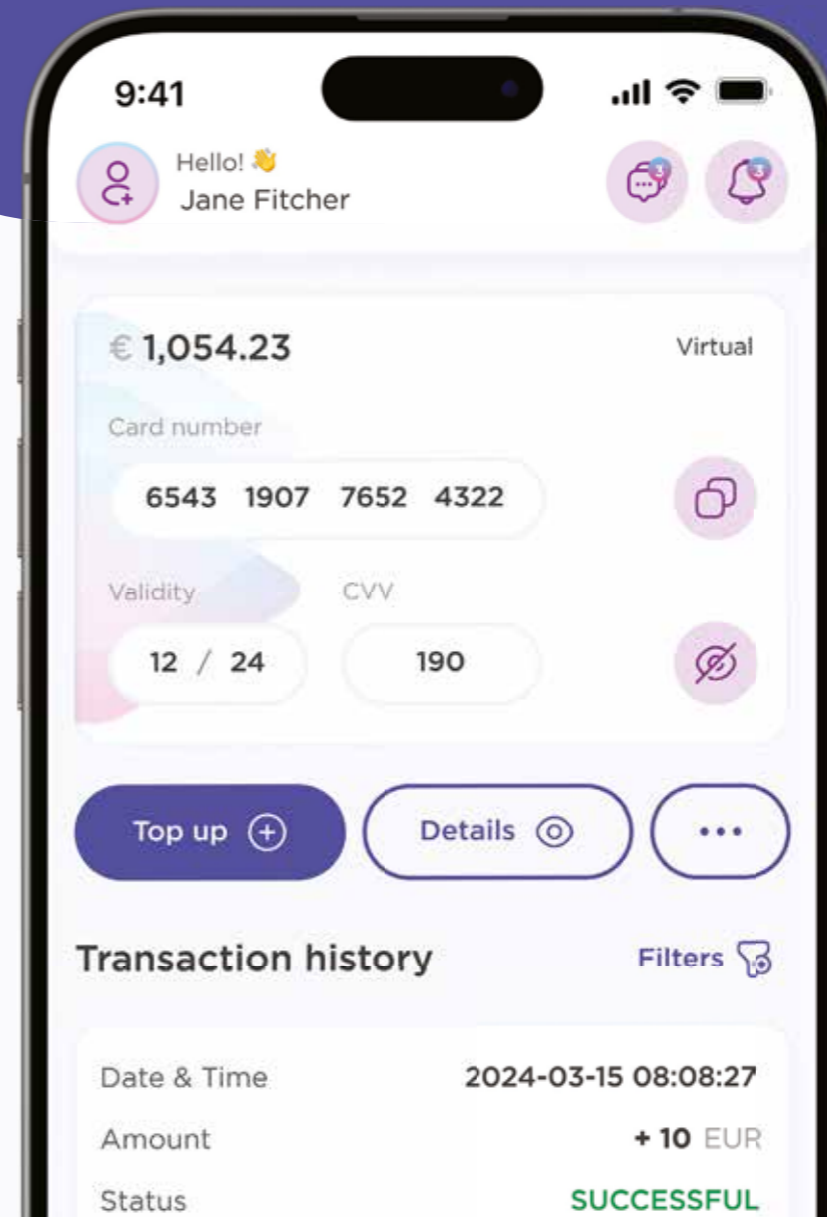 9:41
Hello! 👋
Jane Fitcher
3
3
€ 1,054.23
Virtual
Card number
6543 1907 7652 4322
Validity
CVV
12 / 24
190
Top up
Details
Transaction history
Filters
Date & Time
2024-03-15 08:08:27
Amount
+ 10 EUR
Status
SUCCESSFUL